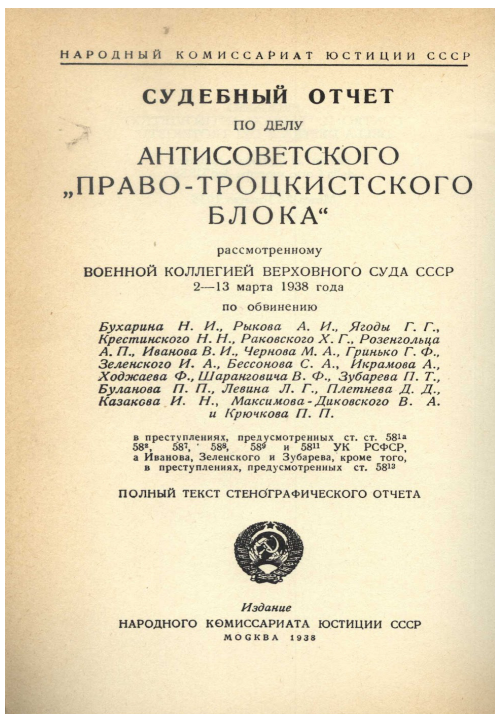 НАРОДНЫЙ КОМИССАРИАТ ЮСТИЦИИ СССР
СУДЕБНЫЙ ОТЧЕТ
ПО ДЕЛУ
АНТИСОВЕТСКОГО
„ПРАВО-ТРОЦКИСТСКОГО
БЛОКА“
рассмотренному
ВОЕННОЙ КОЛЛЕГИЕЙ ВЕРХОВНОГО СУДА СССР
2—13 марта 1938 года
по обвинению
Бухарина Н. И., Рыкова А. И., Ягоды Г. Г.,
Крестинского Н. Н., Раковского Х. Г., Розенгольца
А. П., Иванова В. И., Чернова М. А., Гринько Г. Ф.,
Зеленского И. А., Бессонова С. А., Икрамова А.,
Ходжаева Ф., Шаранговича В. Ф., Зубарева П. Т.,
Буланова П. П., Левина Л. Г., Плетнева Д. Д.,
Казакова И. Н., Максимова-Диковского В. А.
и Крючкова П. П.
в преступлениях, предусмотренных ст. ст. 58¹ᵃ
58², 58⁷, 58⁸, 58⁹ и 58¹¹ УК РСФСР,
а Иванова, Зеленского и Зубарева, кроме того,
в преступлениях, предусмотренных ст. 58¹³
ПОЛНЫЙ ТЕКСТ СТЕНОГРАФИЧЕСКОГО ОТЧЕТА
Издание
НАРОДНОГО КОМИССАРИАТА ЮСТИЦИИ СССР
МОСКВА 1938